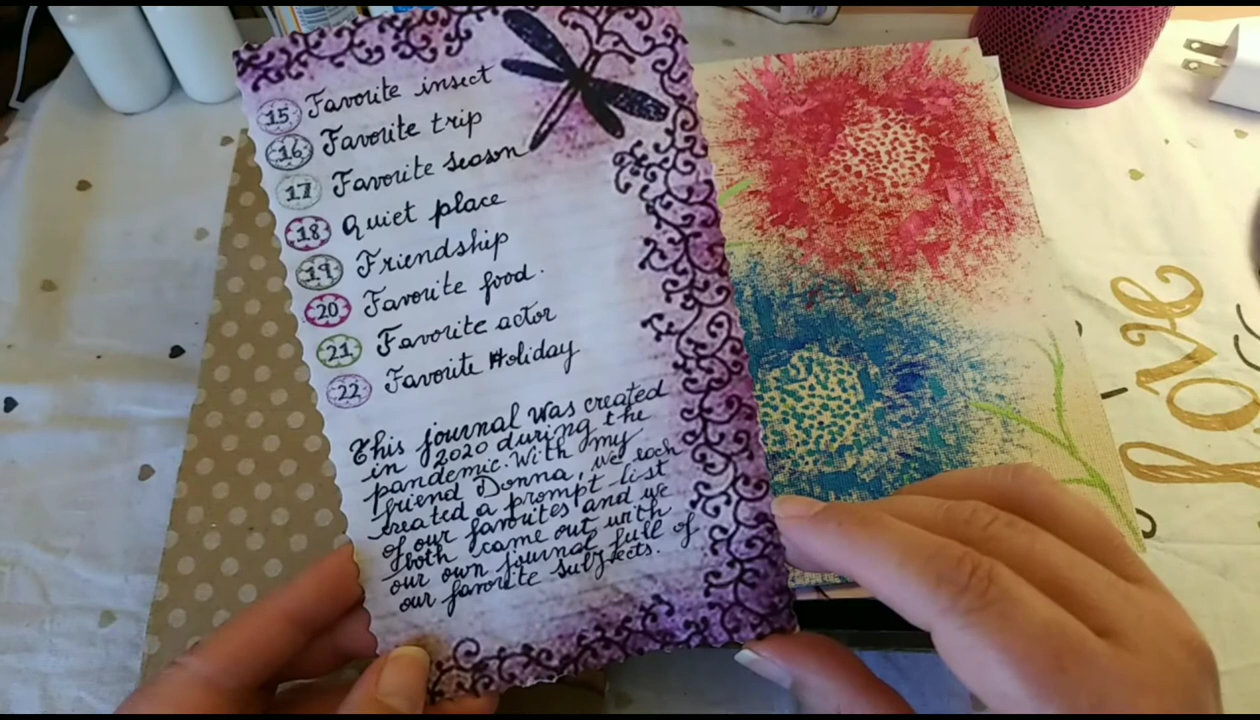 15 Favorite insect
16 Favorite trip
17 Favorite season
18 Quiet place
19 Friendship
20 Favorite food.
21 Favorite actor
22 Favorite Holiday
This journal was created
in 2020 during the
pandemic. With my
friend Donna, we each
created a prompt list
of our favorites and we
both came out with
our own journal full of
our favorite subjects.
Love